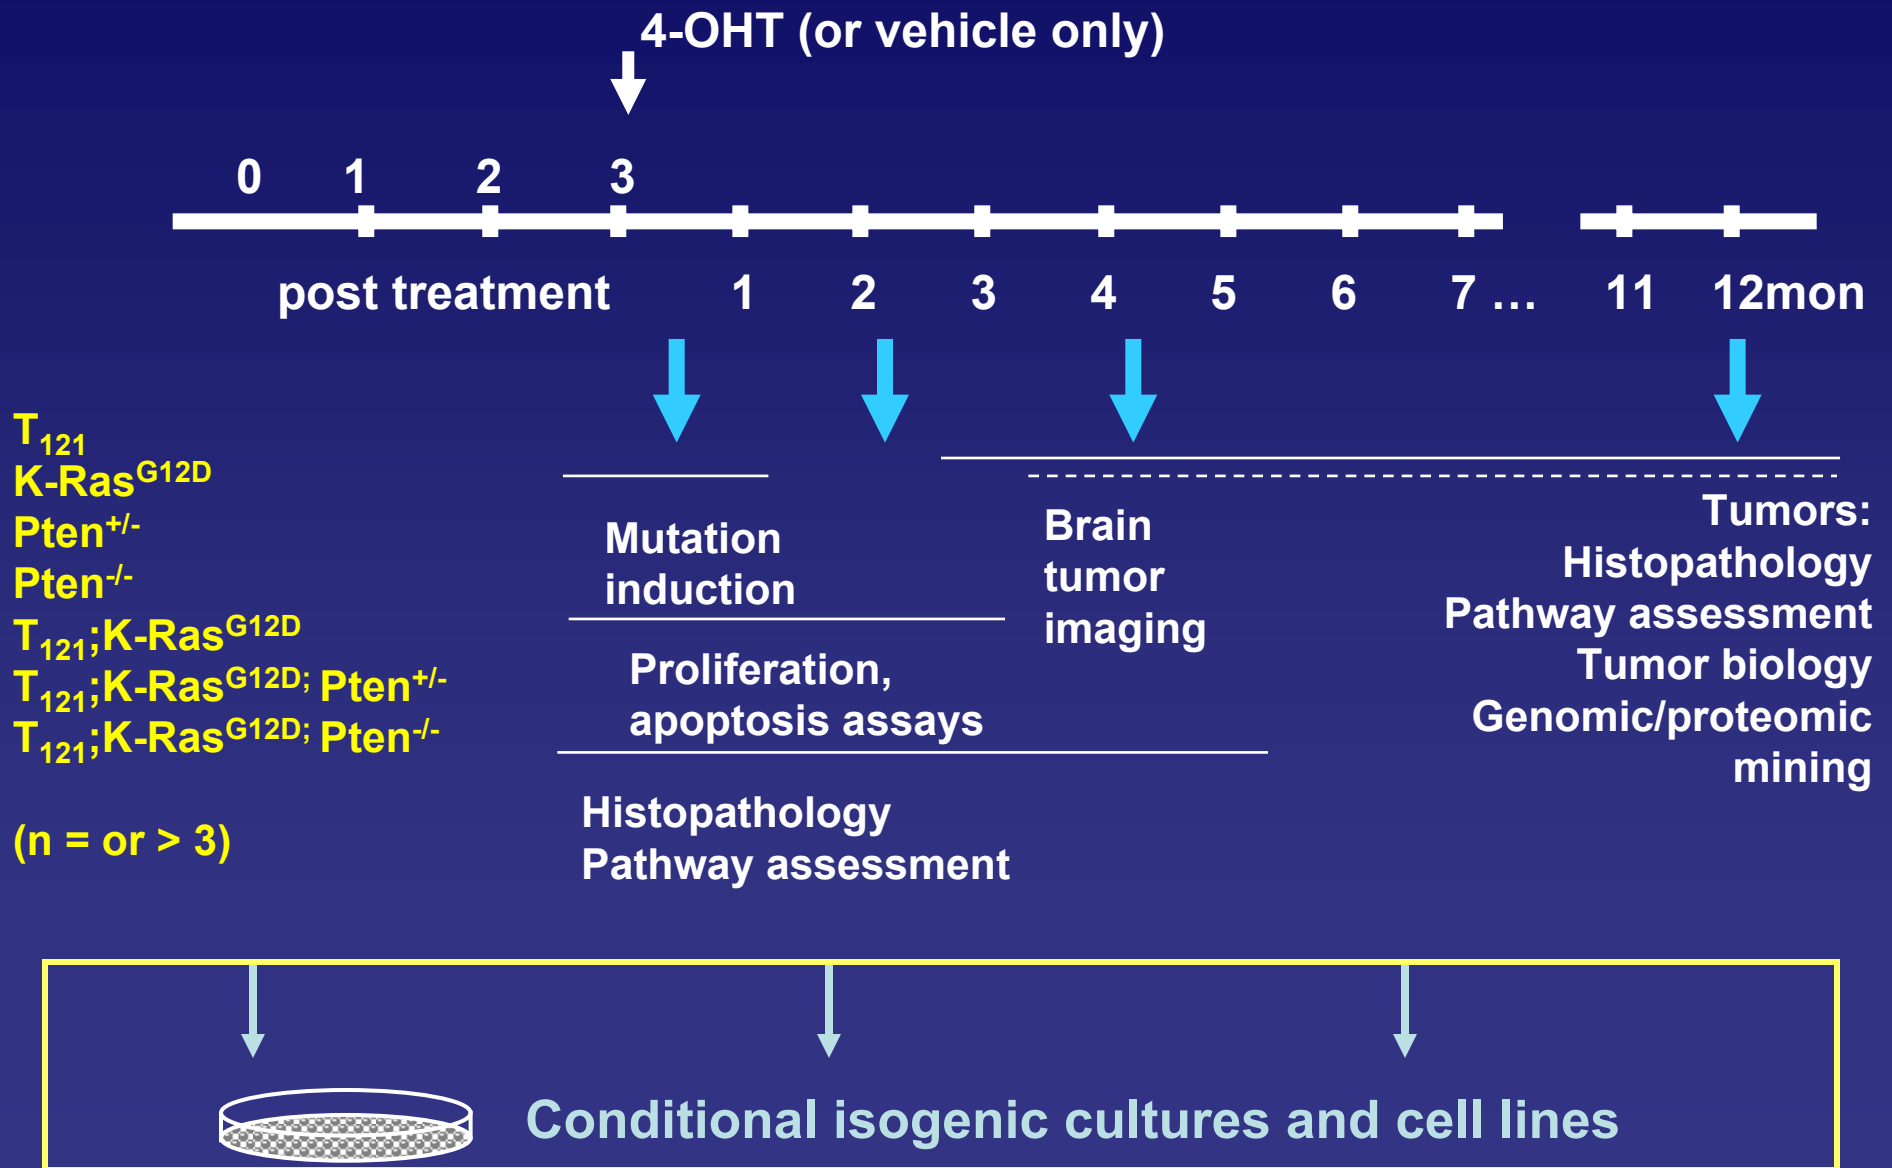 4-OHT (or vehicle only)
0 1 2 3
post treatment 1 2 3 4 5 6 7 ... 11 12mon
T121
K-RasG12D
Pten+/-
Pten-/-
T121;K-RasG12D
T121;K-RasG12D; Pten+/-
T121;K-RasG12D; Pten-/-
(n = or > 3)
Mutation
induction
Proliferation,
apoptosis assays
Histopathology
Pathway assessment
Brain
tumor
imaging
Tumors:
Histopathology
Pathway assessment
Tumor biology
Genomic/proteomic
mining
Conditional isogenic cultures and cell lines